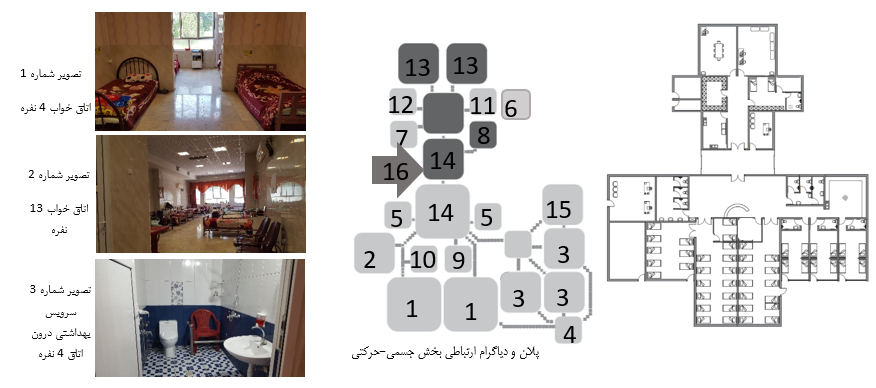 تصویر شماره 1
اتاق خواب 4 نفره
تصویر شماره 2
اتاق خواب 13
نفره
تصویر شماره 3
سرویس
بهداشتی درون
اتاق 4 نفره
13 13
12 11 6
7 8
14
16
14
5 5
15
2 10 9
3
1 1
3 3
4
پلان و دیاگرام ارتباطی بخش جسمی-حرکتی